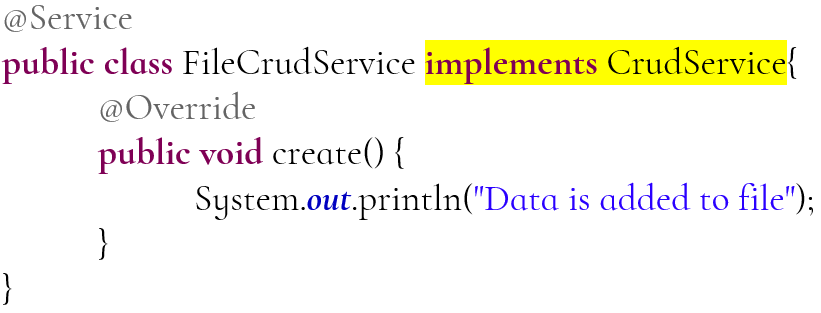 @Service
public class FileCrudService implements CrudService{
@Override
public void create() {
System.out.println("Data is added to file");
}
}